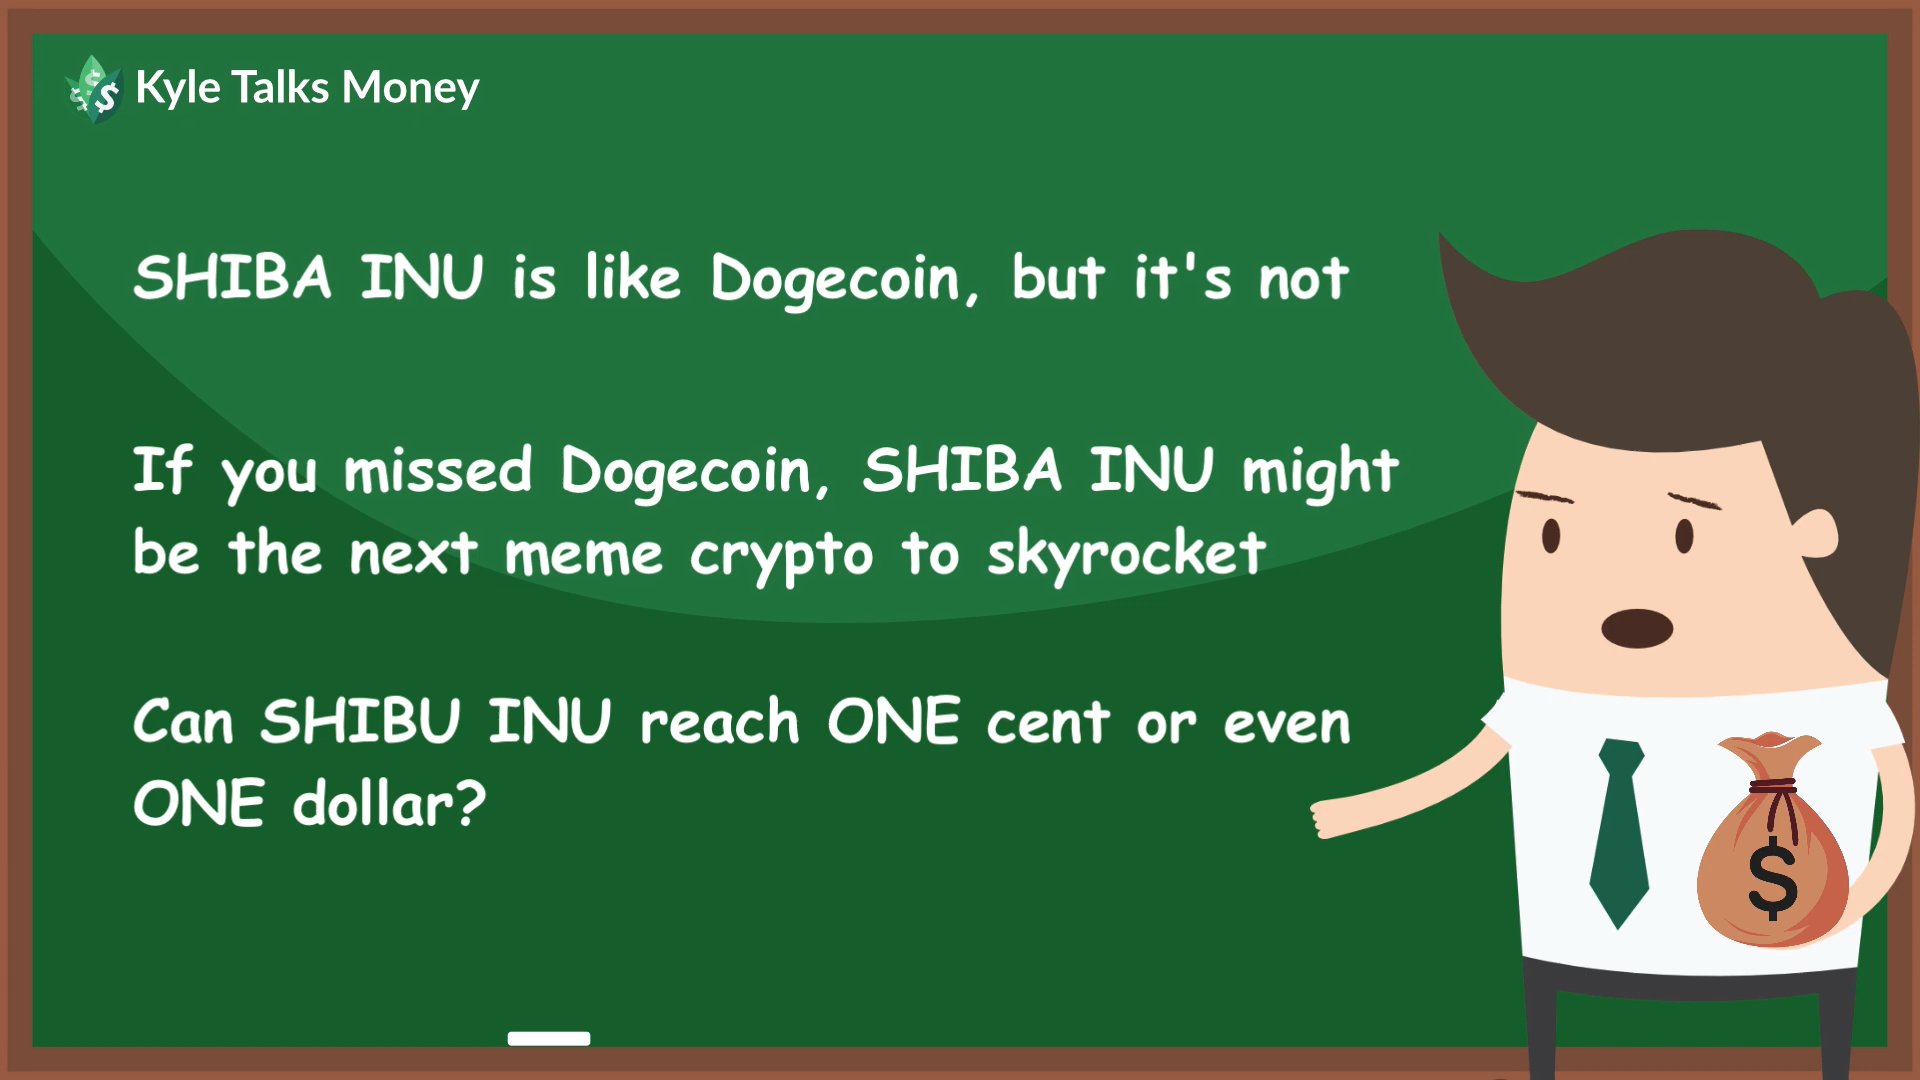 Kyle Talks Money
SHIBA INU is like Dogecoin, but it's not
If you missed Dogecoin, SHIBA INU might
be the next meme crypto to skyrocket
Can SHIBU INU reach ONE cent or even
ONE dollar?
$